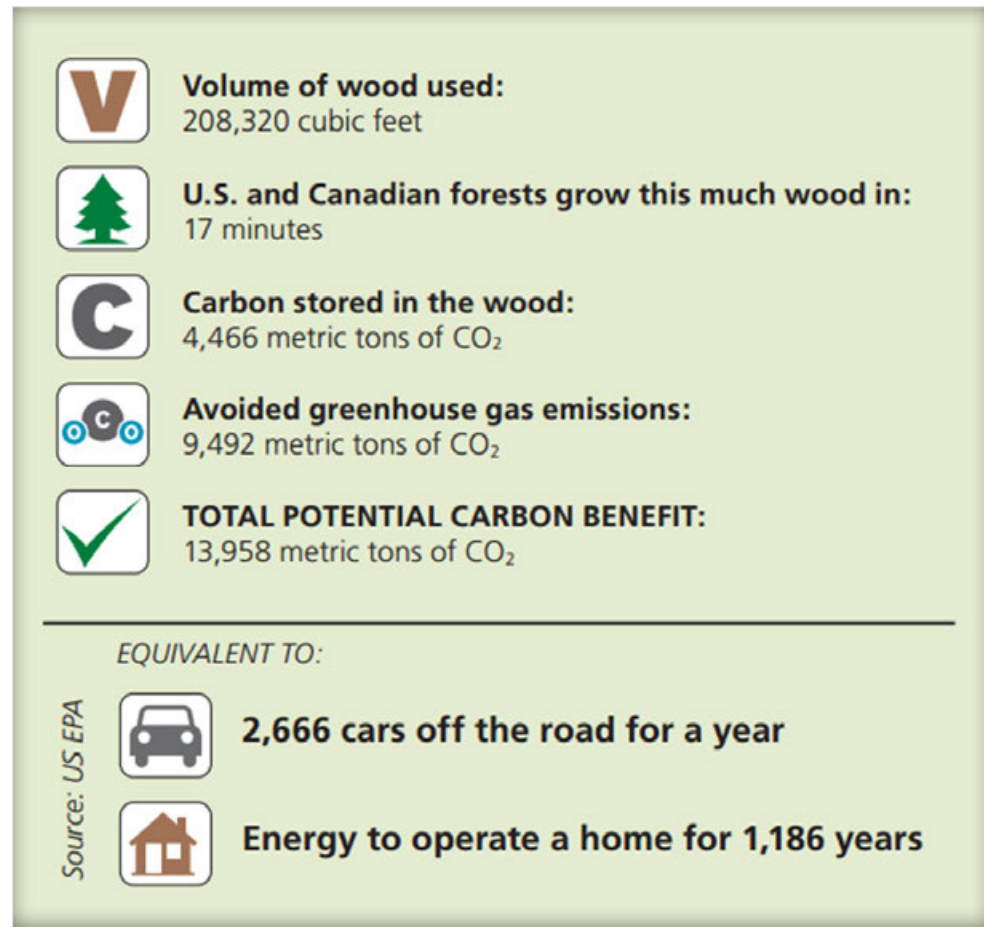 V
Volume of wood used:
208,320 cubic feet
U.S. and Canadian forests grow this much wood in:
17 minutes
C
Carbon stored in the wood:
4,466 metric tons of CO₂
C
Avoided greenhouse gas emissions:
9,492 metric tons of CO₂
TOTAL POTENTIAL CARBON BENEFIT:
13,958 metric tons of CO₂
EQUIVALENT TO:
Source: US EPA
2,666 cars off the road for a year
Energy to operate a home for 1,186 years